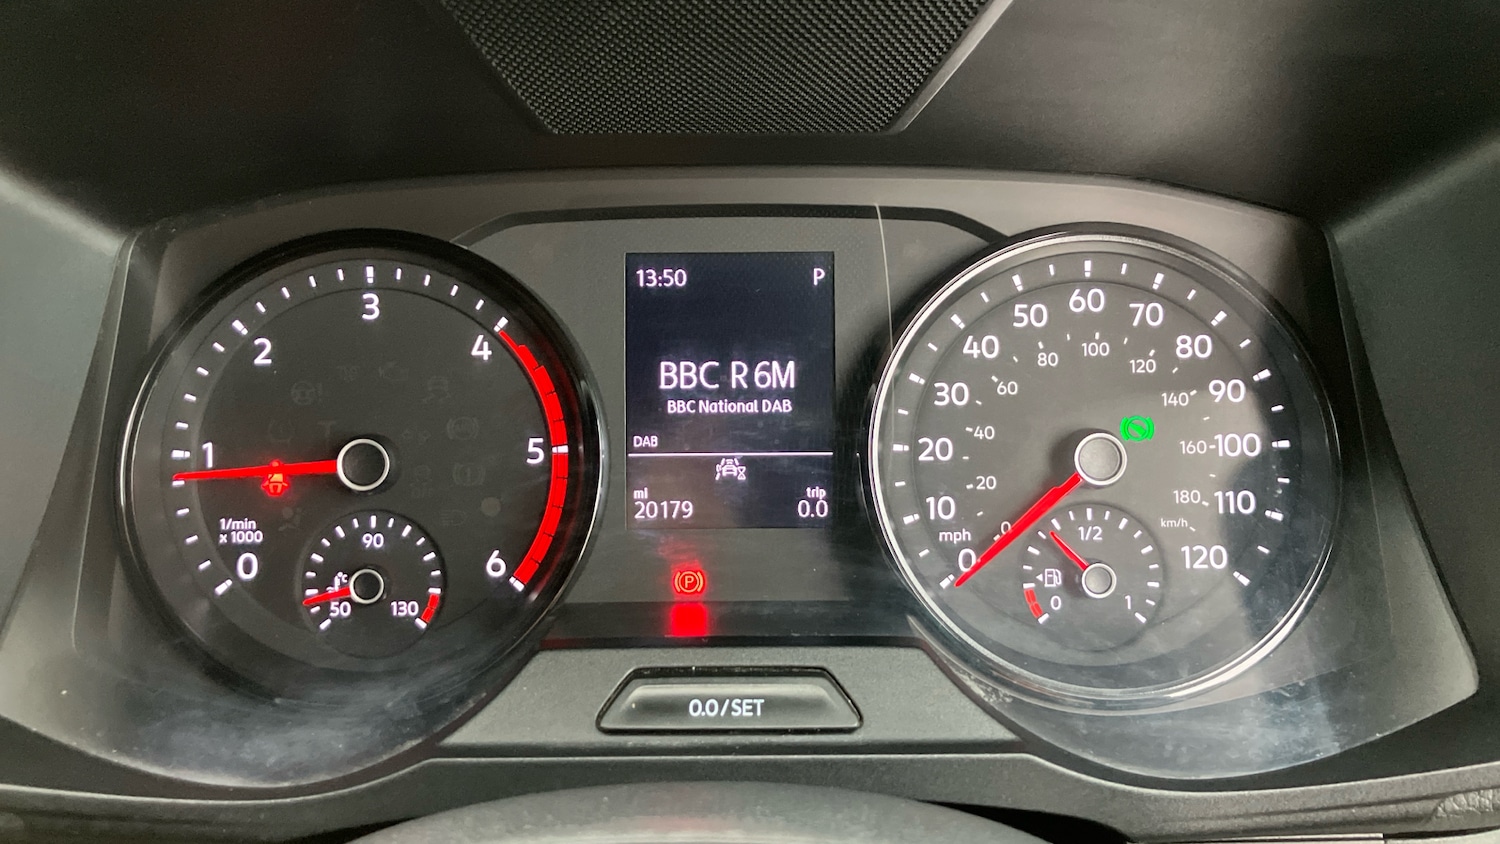 13:50 P
BBC R 6M
BBC National DAB
DAB
mi trip
20179 0.0
0.0/SET
0 1 2 3 4 5 6
1/min
x 1000
50 90 130
°C
0 10 20 30 40 50 60 70 80 90 100 110 120
mph
0 20 40 60 80 100 120 140 160 180
km/h
0 1/2 1
P